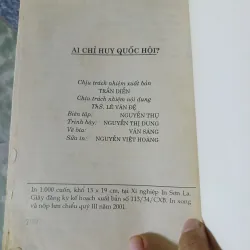 AI CHỈ HUY QUỐC HỘI?
Chịu trách nhiệm xuất bản
TRẦN ĐIỀN
Chịu trách nhiệm nội dung
ThS. LÊ VĂN ĐỆ
Biên tập: NGUYỄN THỤ
Trình bày: NGUYỄN THỊ DUNG
Vẽ bìa: VĂN SÁNG
Sửa in: NGUYỄN VIỆT HOÀNG
In 1.000 cuốn, khổ 13 x 19 cm, tại Xí nghiệp In Sơn La.
Giấy đăng ký kế hoạch xuất bản số 113/34/CXB. In xong
và nộp lưu chiểu quý III năm 2001.